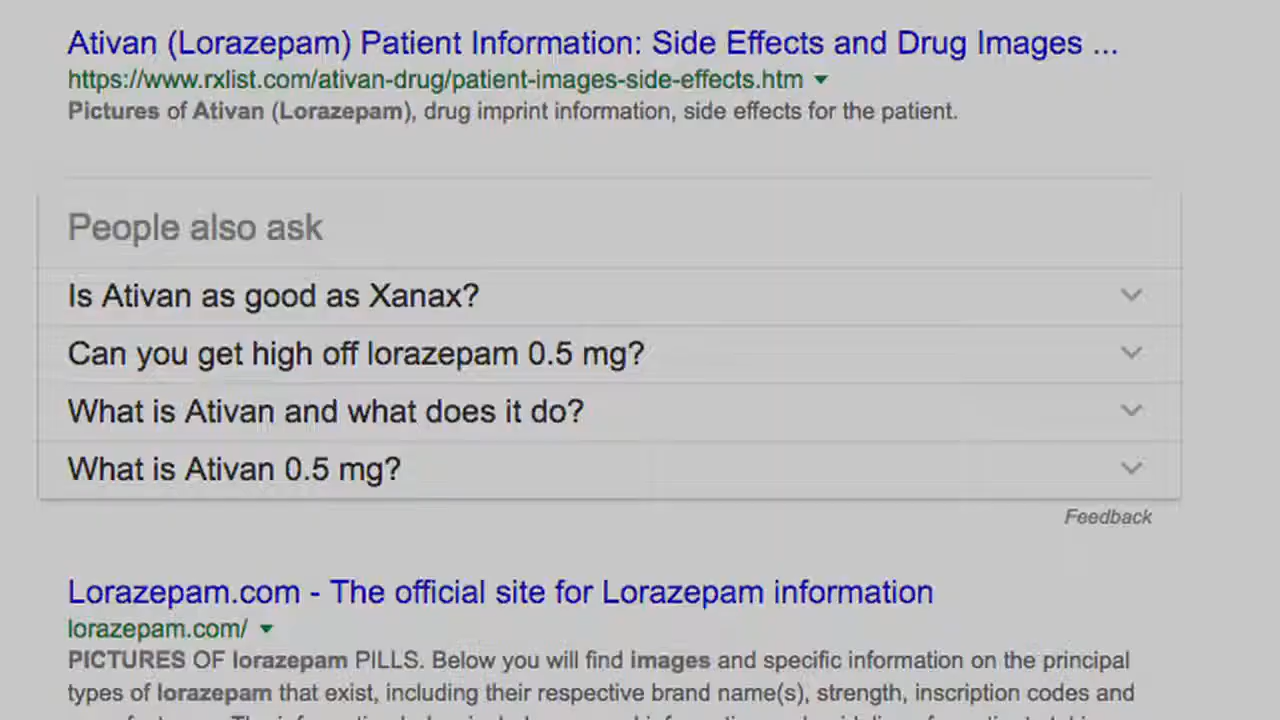 Ativan (Lorazepam) Patient Information: Side Effects and Drug Images ...
https://www.rxlist.com/ativan-drug/patient-images-side-effects.htm
Pictures of Ativan (Lorazepam), drug imprint information, side effects for the patient.
People also ask
Is Ativan as good as Xanax?
Can you get high off lorazepam 0.5 mg?
What is Ativan and what does it do?
What is Ativan 0.5 mg?
Feedback
Lorazepam.com - The official site for Lorazepam information
lorazepam.com/
PICTURES OF lorazepam PILLS. Below you will find images and specific information on the principal
types of lorazepam that exist, including their respective brand name(s), strength, inscription codes and